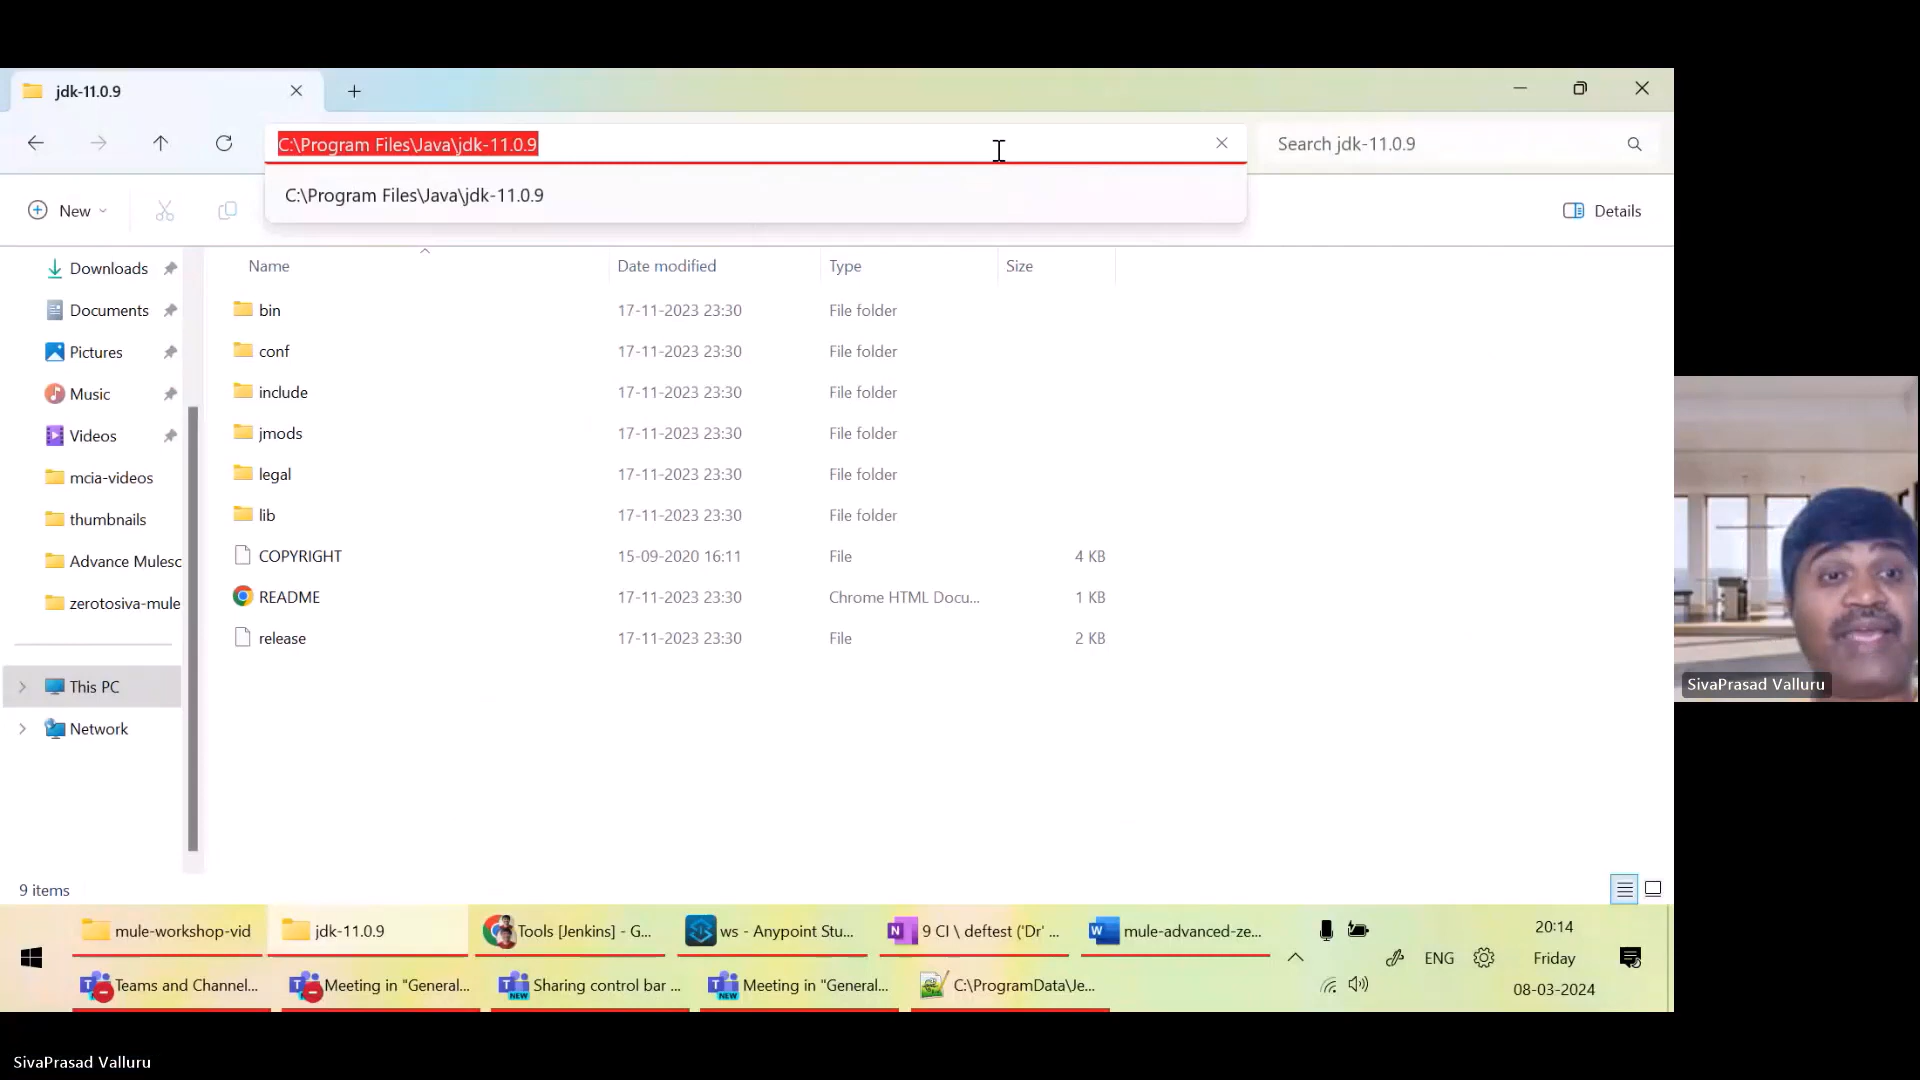 jdk-11.0.9
C:\Program Files\Java\jdk-11.0.9
Search jdk-11.0.9
C:\Program Files\Java\jdk-11.0.9
New
Details
Name Date modified Type Size
Downloads
Documents
Pictures
Music
Videos
mcia-videos
thumbnails
Advance Mulesc
zerotosiva-mule
This PC
Network
bin 17-11-2023 23:30 File folder
conf 17-11-2023 23:30 File folder
include 17-11-2023 23:30 File folder
jmods 17-11-2023 23:30 File folder
legal 17-11-2023 23:30 File folder
lib 17-11-2023 23:30 File folder
COPYRIGHT 15-09-2020 16:11 File 4 KB
README 17-11-2023 23:30 Chrome HTML Docu... 1 KB
release 17-11-2023 23:30 File 2 KB
SivaPrasad Valluru
9 items
mule-workshop-vid jdk-11.0.9 Tools [Jenkins] - G... ws - Anypoint Stu... 9 CI \ deftest ('Dr' ... mule-advanced-ze...
Teams and Channel... Meeting in "General... Sharing control bar ... Meeting in "General... C:\ProgramData\Je...
ENG
20:14
Friday
08-03-2024
SivaPrasad Valluru